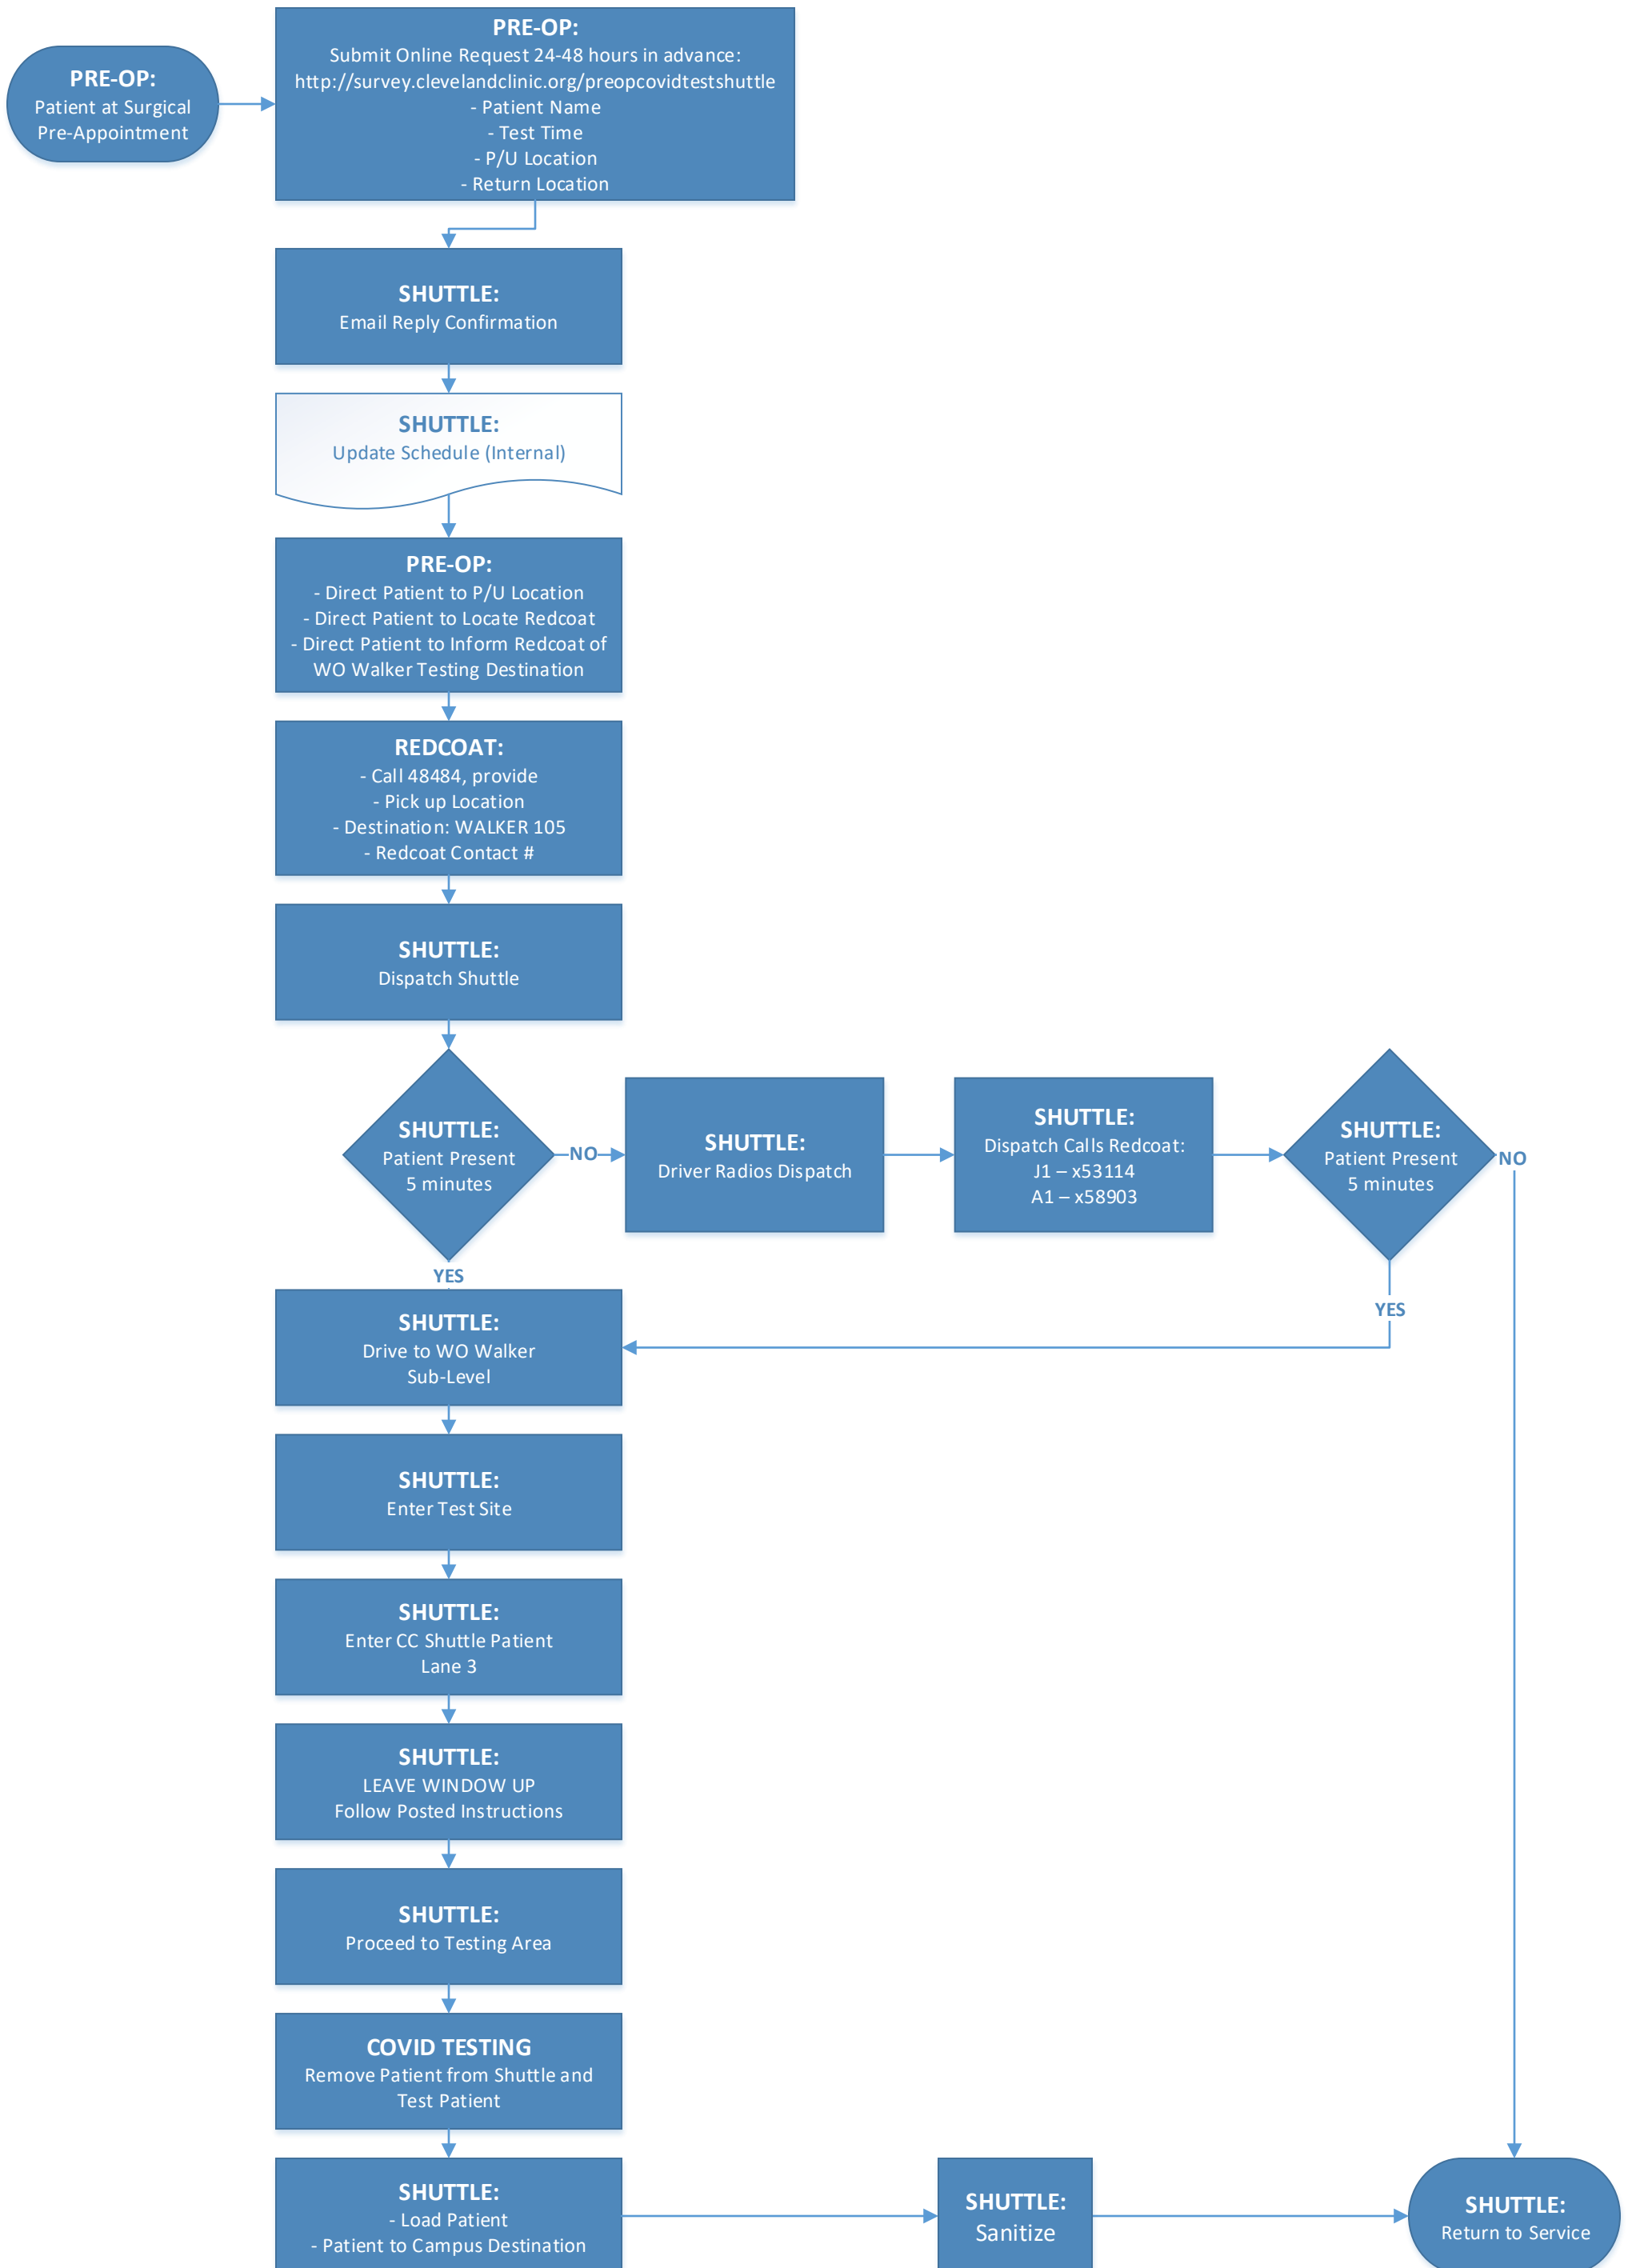 PRE-OP:
Patient at Surgical
Pre-Appointment
PRE-OP:
Submit Online Request 24-48 hours in advance:
http://survey.clevelandclinic.org/preopcovidtestshuttle
- Patient Name
- Test Time
- P/U Location
- Return Location
SHUTTLE:
Email Reply Confirmation
SHUTTLE:
Update Schedule (Internal)
PRE-OP:
- Direct Patient to P/U Location
- Direct Patient to Locate Redcoat
- Direct Patient to Inform Redcoat of
WO Walker Testing Destination
REDCOAT:
- Call 48484, provide
- Pick up Location
- Destination: WALKER 105
- Redcoat Contact #
SHUTTLE:
Dispatch Shuttle
SHUTTLE:
Patient Present
5 minutes
NO
SHUTTLE:
Driver Radios Dispatch
SHUTTLE:
Dispatch Calls Redcoat:
J1 – x53114
A1 – x58903
SHUTTLE:
Patient Present
5 minutes
NO
YES
YES
SHUTTLE:
Drive to WO Walker
Sub-Level
SHUTTLE:
Enter Test Site
SHUTTLE:
Enter CC Shuttle Patient
Lane 3
SHUTTLE:
LEAVE WINDOW UP
Follow Posted Instructions
SHUTTLE:
Proceed to Testing Area
COVID TESTING
Remove Patient from Shuttle and
Test Patient
SHUTTLE:
- Load Patient
- Patient to Campus Destination
SHUTTLE:
Sanitize
SHUTTLE:
Return to Service